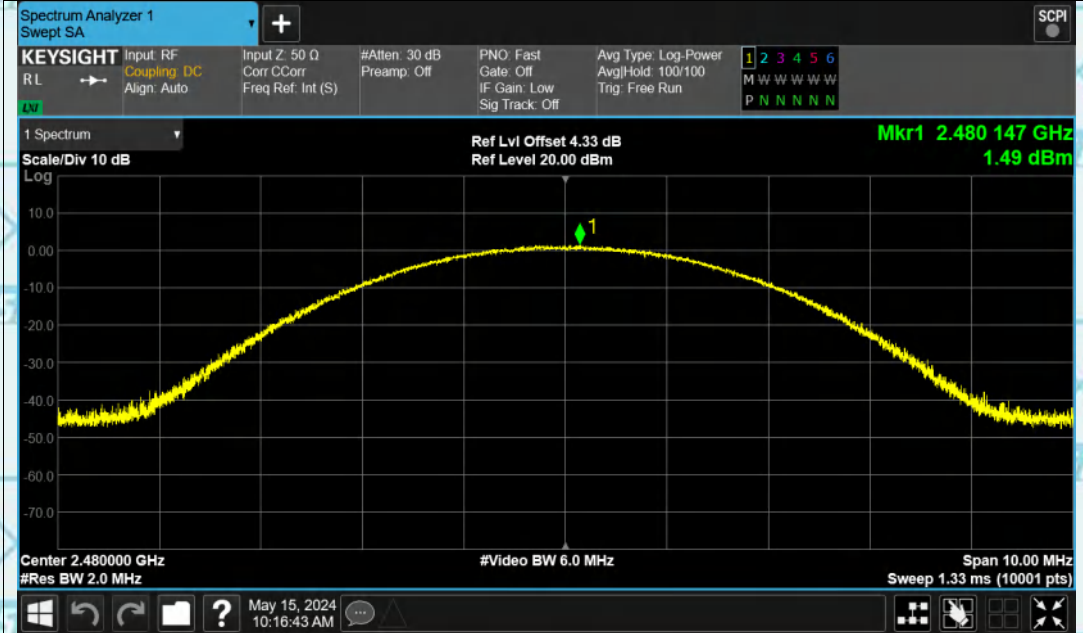 Spectrum Analyzer 1
Swept SA
+
SCPI
KEYSIGHT
R L
LXI
Input: RF
Coupling: DC
Align: Auto
Input Z: 50 Ω
Corr CCorr
Freq Ref: Int (S)
#Atten: 30 dB
Preamp: Off
PNO: Fast
Gate: Off
IF Gain: Low
Sig Track: Off
Avg Type: Log-Power
Avg|Hold: 100/100
Trig: Free Run
1 2 3 4 5 6
M W W W W W
P N N N N N
1 Spectrum
Scale/Div 10 dB
Log
Ref Lvl Offset 4.33 dB
Ref Level 20.00 dBm
Mkr1 2.480 147 GHz
1.49 dBm
1
10.0
0.00
-10.0
-20.0
-30.0
-40.0
-50.0
-60.0
-70.0
Center 2.480000 GHz
#Res BW 2.0 MHz
#Video BW 6.0 MHz
Span 10.00 MHz
Sweep 1.33 ms (10001 pts)
?
May 15, 2024
10:16:43 AM